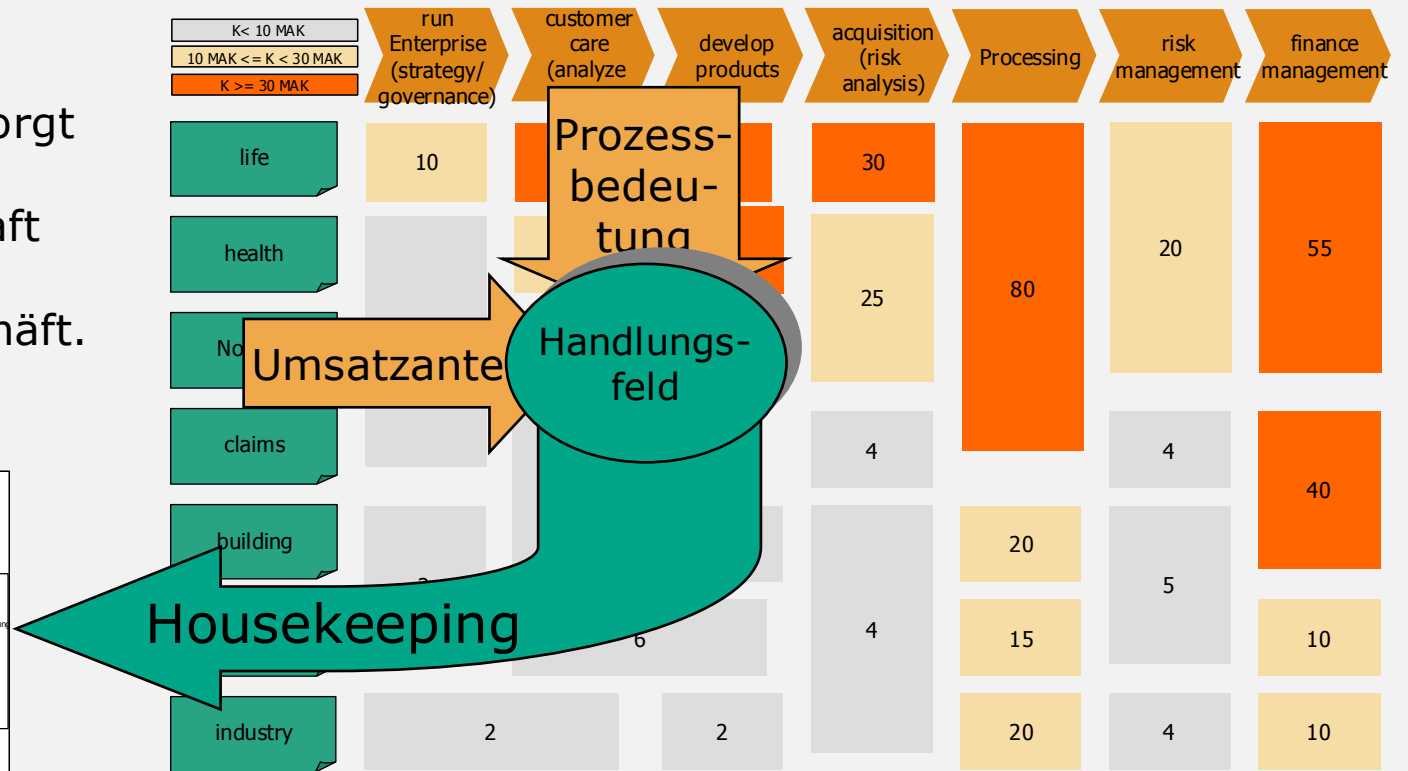 K< 10 MAK
10 MAK <= K < 30 MAK
K >= 30 MAK
run
Enterprise
(strategy/
governance)
customer
care
(analyze
develop
products
acquisition
(risk
analysis)
Processing
risk
management
finance
management
orgt
aft
häft.
life
10
30
80
20
55
Prozess-
bedeu-
tung
health
25
No
Umsatzante
Handlungs-
feld
claims
4
4
40
building
20
5
Housekeeping
6
4
15
10
industry
2
2
20
4
10